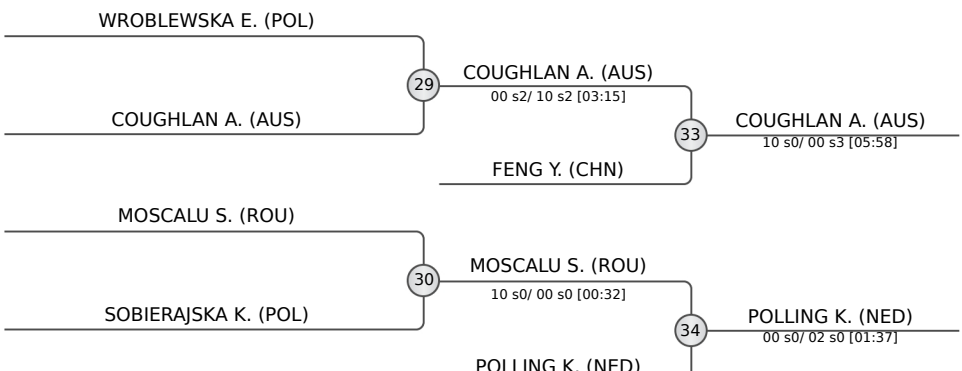 WROBLEWSKA E. (POL)
29
COUGHLAN A. (AUS)
00 s2/ 10 s2 [03:15]
COUGHLAN A. (AUS)
33
COUGHLAN A. (AUS)
10 s0/ 00 s3 [05:58]
FENG Y. (CHN)
MOSCALU S. (ROU)
30
MOSCALU S. (ROU)
10 s0/ 00 s0 [00:32]
SOBIERAJSKA K. (POL)
34
POLLING K. (NED)
00 s0/ 02 s0 [01:37]
POLLING K. (NED)